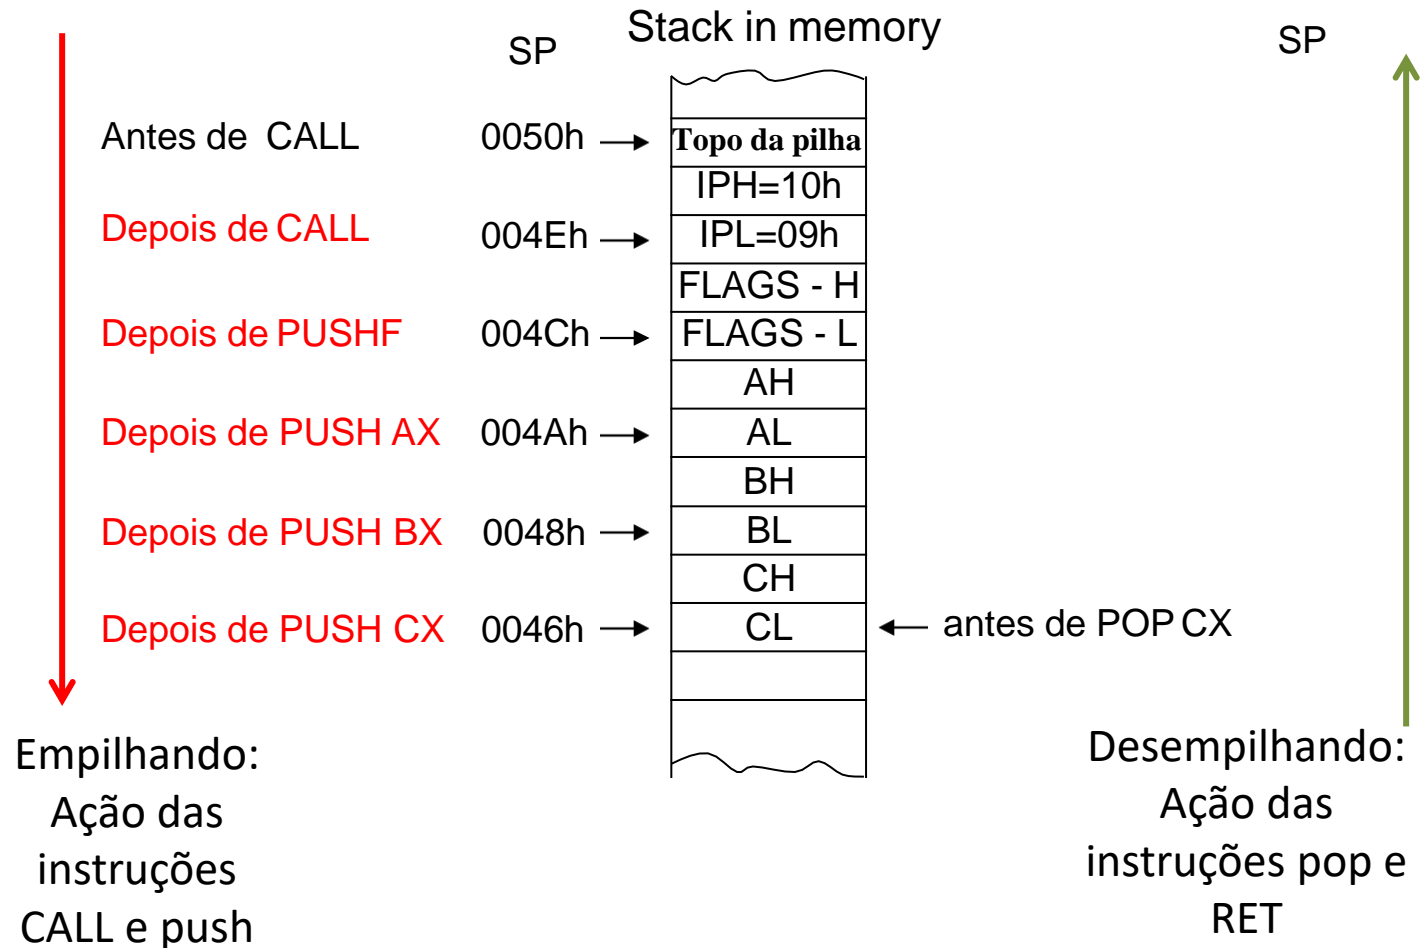 Stack in memory
SP
SP
Antes de CALL 0050h Topo da pilha
IPH=10h
Depois de CALL 004Eh IPL=09h
FLAGS - H
Depois de PUSHF 004Ch FLAGS - L
AH
Depois de PUSH AX 004Ah AL
BH
Depois de PUSH BX 0048h BL
CH
Depois de PUSH CX 0046h CL antes de POP CX
Empilhando:
Ação das
instruções
CALL e push
Desempilhando:
Ação das
instruções pop e
RET